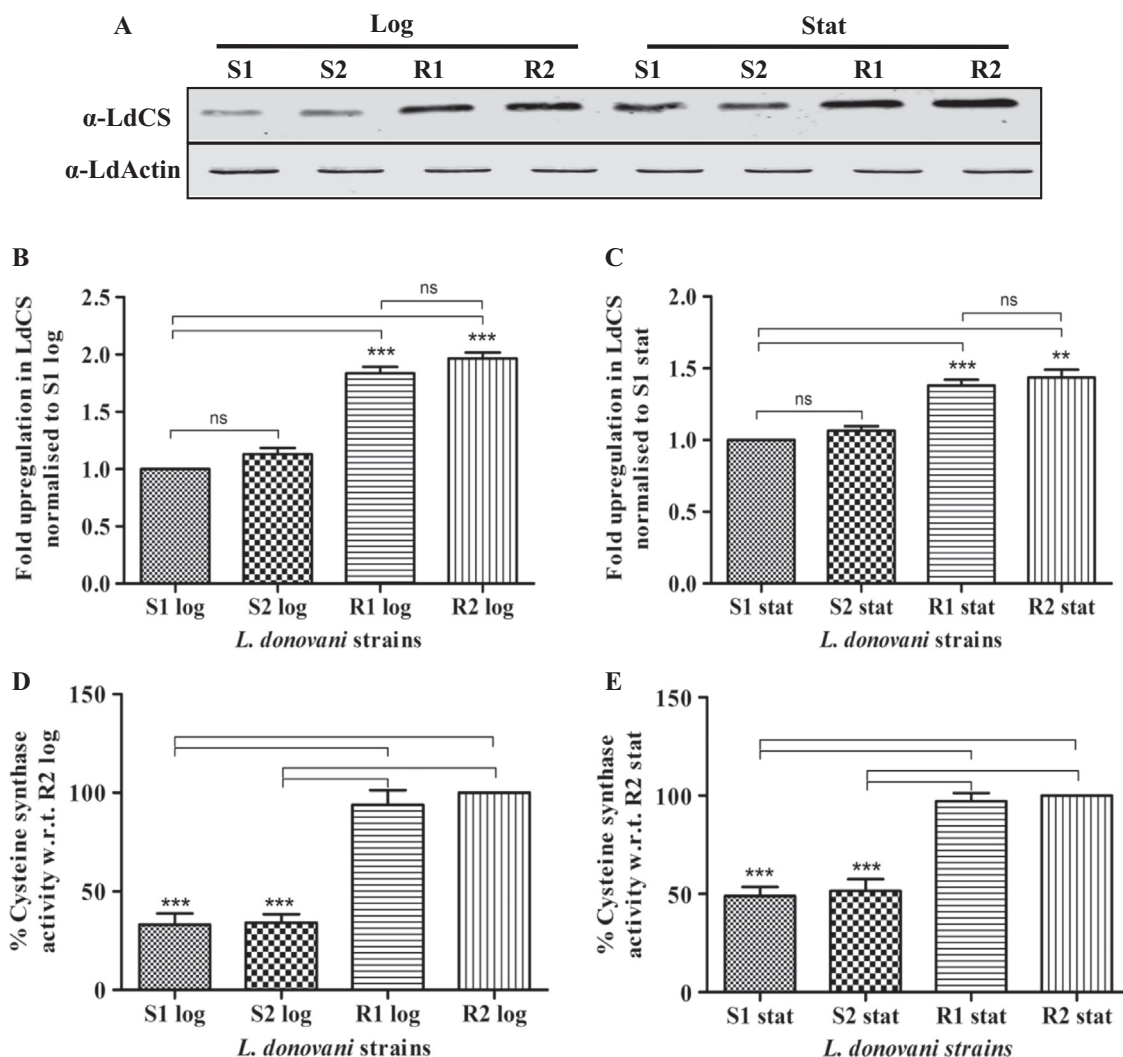 A
Log
Stat
S1 S2 R1 R2 S1 S2 R1 R2
α-LdCS
α-LdActin
B
Fold upregulation in LdCS
normalised to S1 log
2.5
2.0
1.5
1.0
0.5
0.0
ns
ns
***
***
S1 log S2 log R1 log R2 log
L. donovani strains
C
Fold upregulation in LdCS
normalised to S1 stat
2.0
1.5
1.0
0.5
0.0
ns
ns
***
**
S1 stat S2 stat R1 stat R2 stat
L. donovani strains
D
% Cysteine synthase
activity w.r.t. R2 log
150
100
50
0
***
***
S1 log S2 log R1 log R2 log
L. donovani strains
E
% Cysteine synthase
activity w.r.t. R2 stat
150
100
50
0
***
***
S1 stat S2 stat R1 stat R2 stat
L. donovani strains